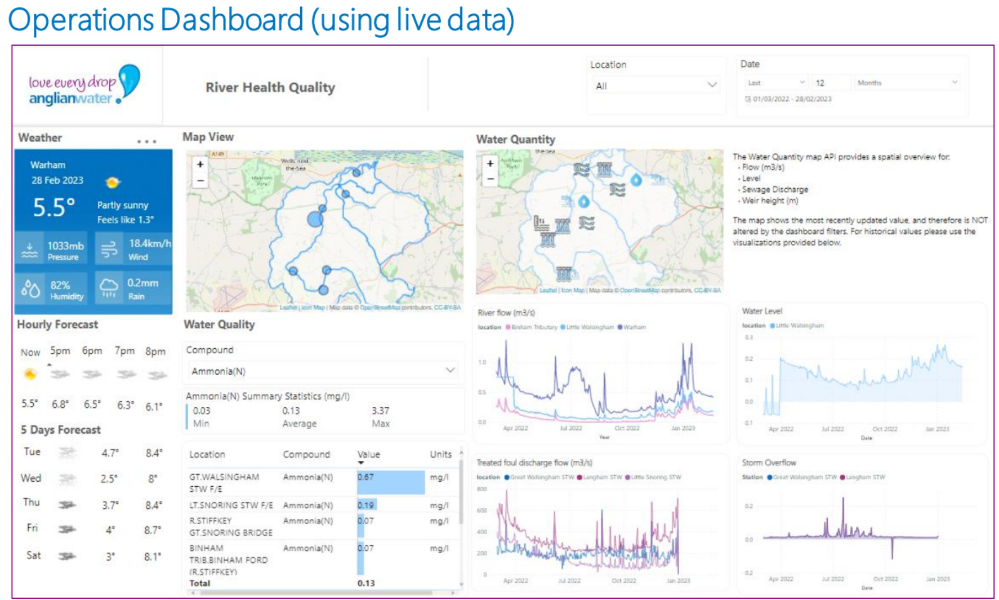 Operations Dashboard (using live data)
love every drop
anglianwater
River Health Quality
Location
All
Date
Last
12
Months
01/03/2022 - 28/02/2023
Weather
...
Warham
28 Feb 2023
5.5°
Partly sunny
Feels like 1.3°
1033mb
Pressure
18.4km/h
Wind
82%
Humidity
0.2mm
Rain
Hourly Forecast
Now 5pm 6pm 7pm 8pm
5.5° 6.8° 6.5° 6.3° 6.1°
5 Days Forecast
Tue 4.7° 8.4°
Wed 2.5° 8°
Thu 3.7° 8.4°
Fri 4° 8.7°
Sat 3° 8.1°
Map View
+
−
A149
Wells-next
the-Sea
Holkham
Park
Leaflet | Icon Map | Map data © OpenStreetMap contributors, CC-BY-SA
Water Quality
Compound
Ammonia(N)
Ammonia(N) Summary Statistics (mg/l)
0.03 0.13 3.37
Min Average Max
Location Compound Value Units
GT.WALSINGHAM
STW F/E Ammonia(N) 0.67 mg/l
LT.SNORING STW F/E Ammonia(N) 0.19 mg/l
R.STIFFKEY
GT.SNORING BRIDGE Ammonia(N) 0.07 mg/l
BINHAM
TRIB.BINHAM FORD
(R.STIFFKEY) Ammonia(N) 0.07 mg/l
Total 0.13
Water Quantity
+
−
the-Sea
Holkham
Park
Leaflet | Icon Map | Map data © OpenStreetMap contributors, CC-BY-SA
The Water Quantity map API provides a spatial overview for:
· Flow (m3/s)
· Level
· Sewage Discharge
· Weir height (m)
The map shows the most recently updated value, and therefore is NOT
altered by the dashboard filters. For historical values please use the
visualizations provided below.
River flow (m3/s)
location Binham Tributary Little Walsingham Warham
1.0
0.5
0.0
Apr 2022 Jul 2022 Oct 2022 Jan 2023
Year
Water Level
location Little Walsingham
0.3
0.2
0.1
0.0
0.1
Apr 2022 Jul 2022 Oct 2022 Jan 2023
Date
Treated foul discharge flow (m3/s)
location Great Walsingham STW Langham STW Little Snoring STW
800
600
400
200
0
Apr 2022 Jul 2022 Oct 2022 Jan 2023
Storm Overflow
Station Great Walsingham STW Langham STW
0.2
0.0
0.2
Apr 2022 Jul 2022 Oct 2022 Jan 2023
Date